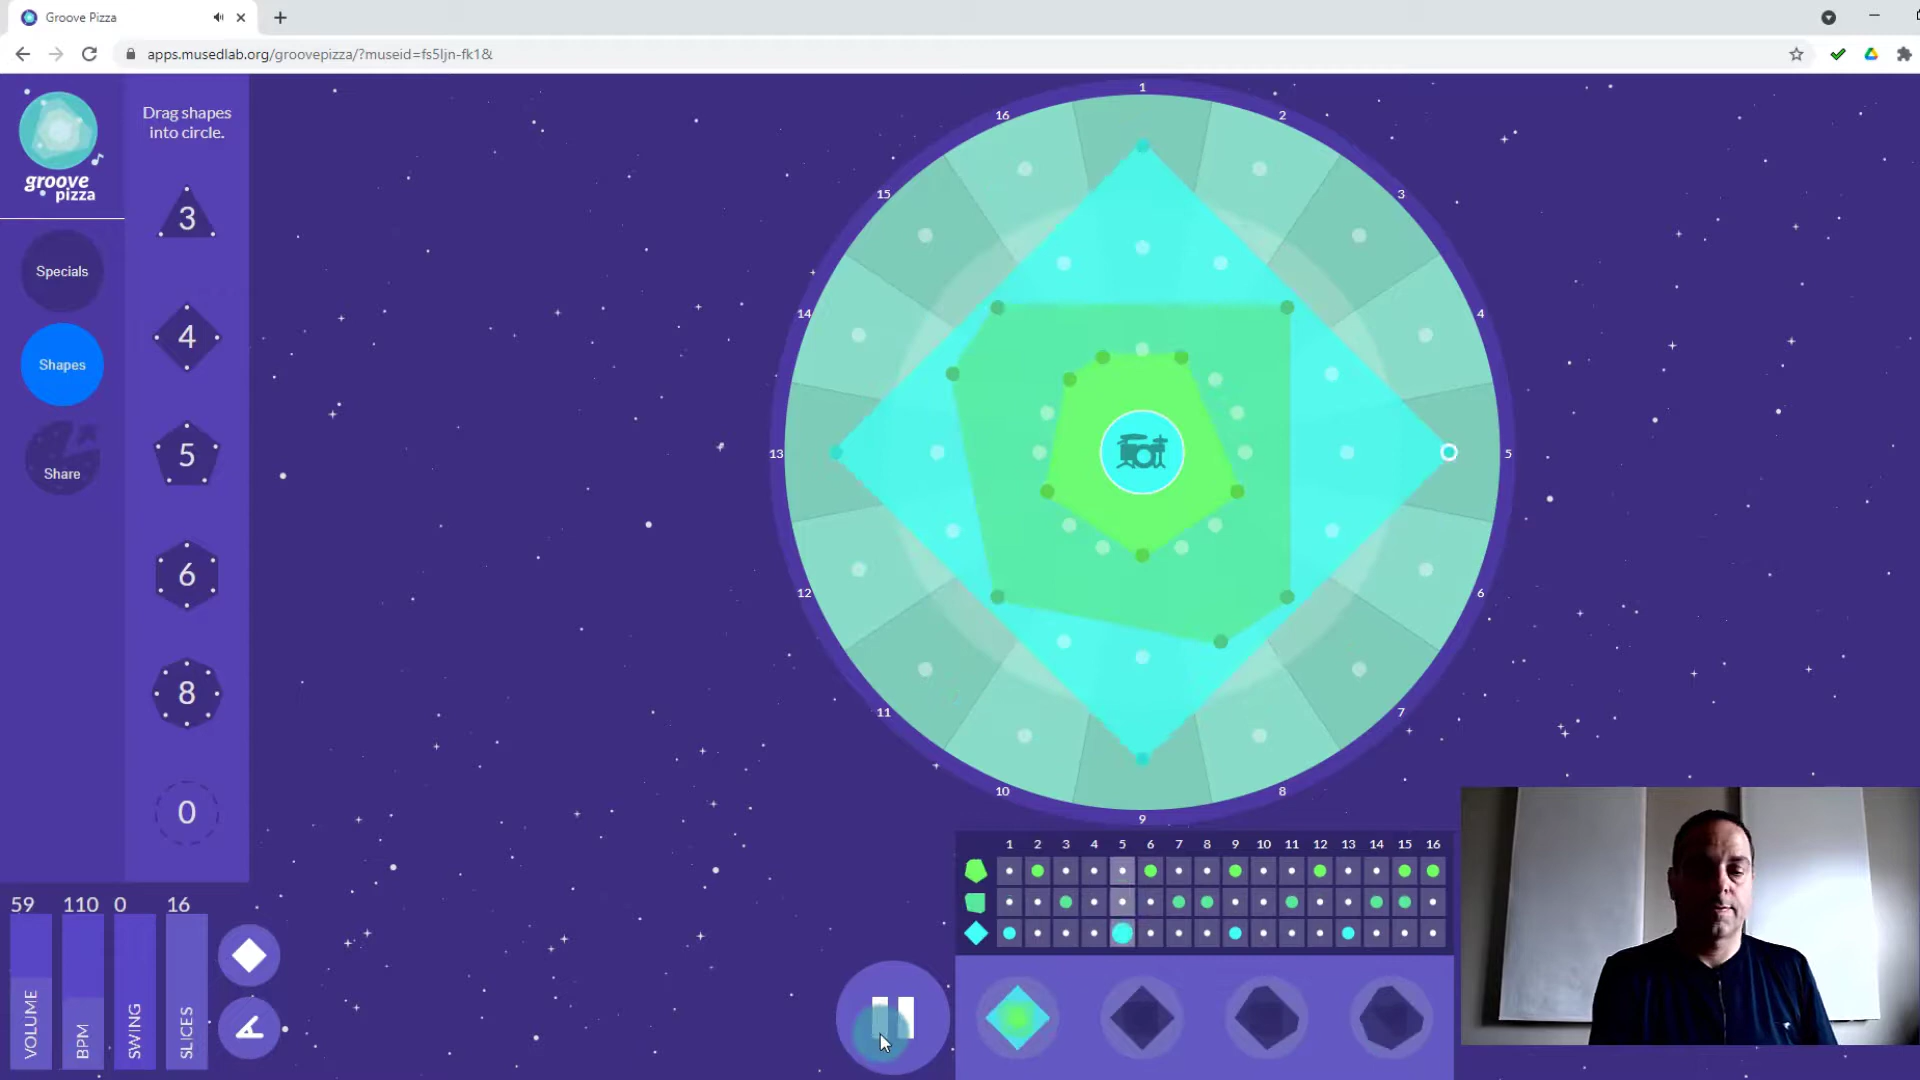 Groove Pizza
apps.musedlab.org/groovepizza/?museid=fs5ljn-fk1&
groove
pizza
Drag shapes
into circle.
3
4
5
6
8
0
Specials
Shapes
Share
1
2
3
4
5
6
7
8
9
10
11
12
13
14
15
16
1 2 3 4 5 6 7 8 9 10 11 12 13 14 15 16
59 110 0 16
VOLUME
BPM
SWING
SLICES